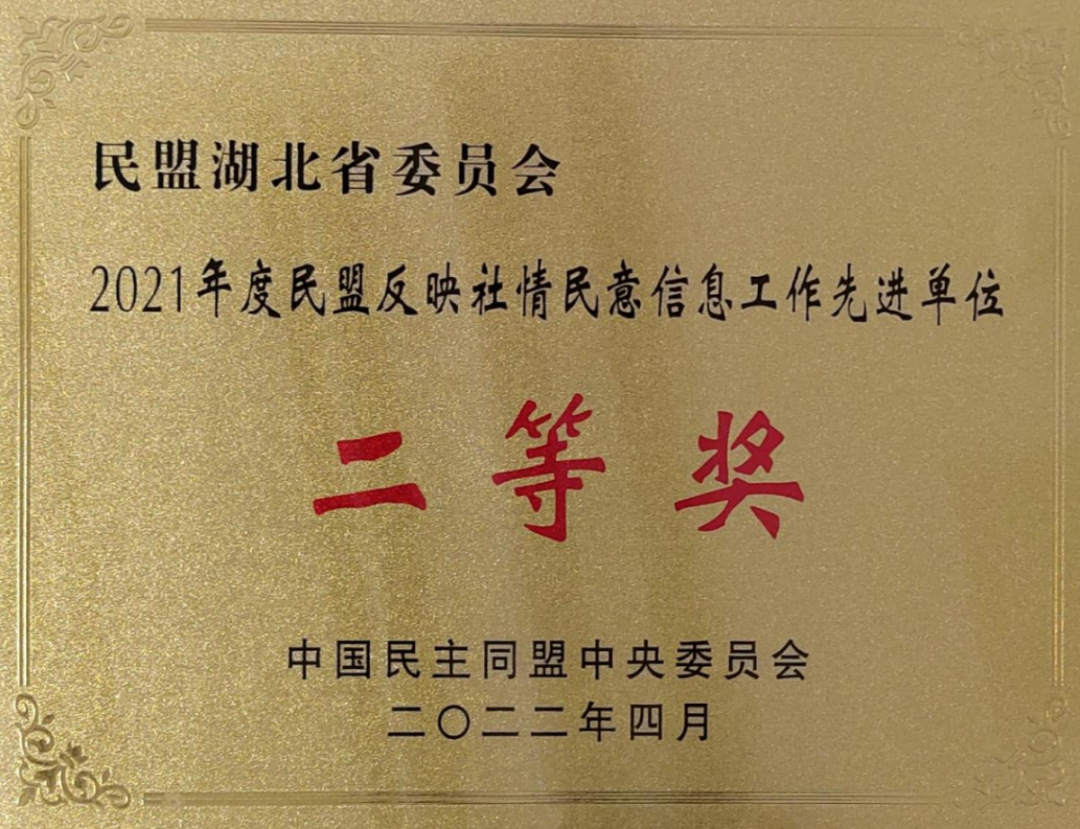 民盟湖北省委员会
2021年度民盟反映社情民意信息工作先进单位
二等奖
中国民主同盟中央委员会
二〇二二年四月